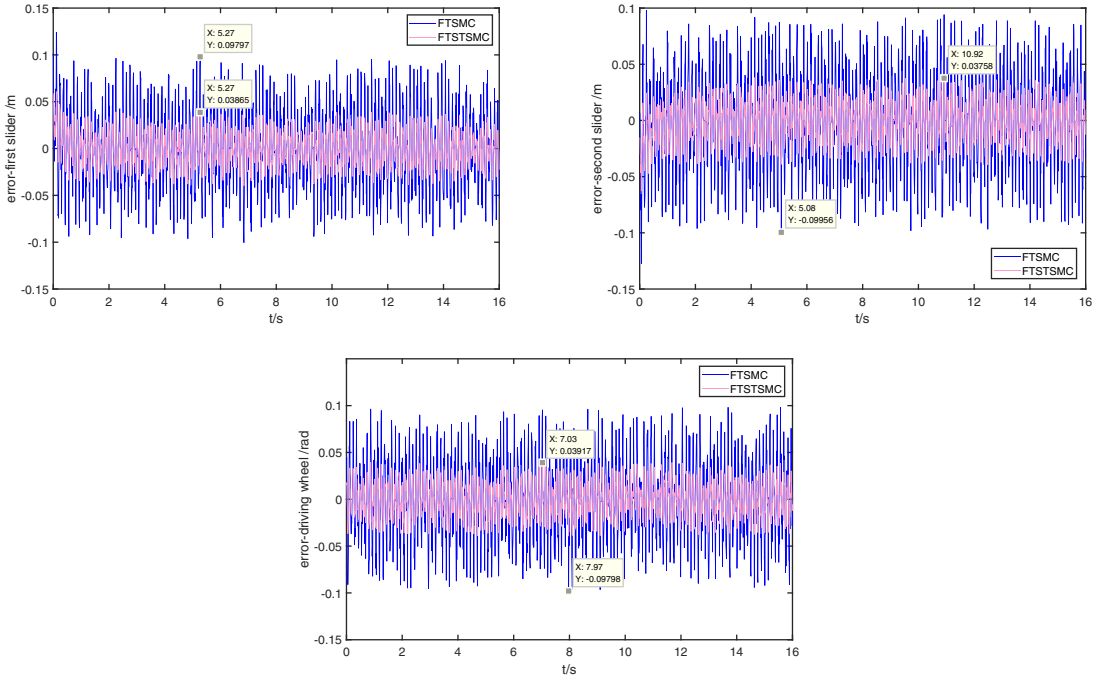 0.15
0.1
0.05
0
-0.05
-0.1
-0.15
error-first slider /m
0 2 4 6 8 10 12 14 16
t/s
X: 5.27
Y: 0.09797
X: 5.27
Y: 0.03865
FTSMC
FTSTSMC
0.1
0.05
0
-0.05
-0.1
-0.15
error-second slider /m
0 2 4 6 8 10 12 14 16
t/s
X: 10.92
Y: 0.03758
X: 5.08
Y: -0.09956
FTSMC
FTSTSMC
0.1
0.05
0
-0.05
-0.1
-0.15
error-driving wheel /rad
0 2 4 6 8 10 12 14 16
t/s
X: 7.03
Y: 0.03917
X: 7.97
Y: -0.09798
FTSMC
FTSTSMC